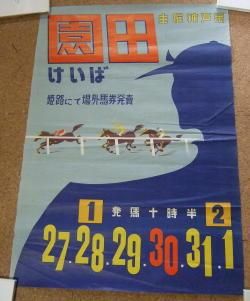 主催神戸市
園田
けいば
姫路にて場外馬券発賣
1 発馬十時半 2
27.28.29.30.31.1